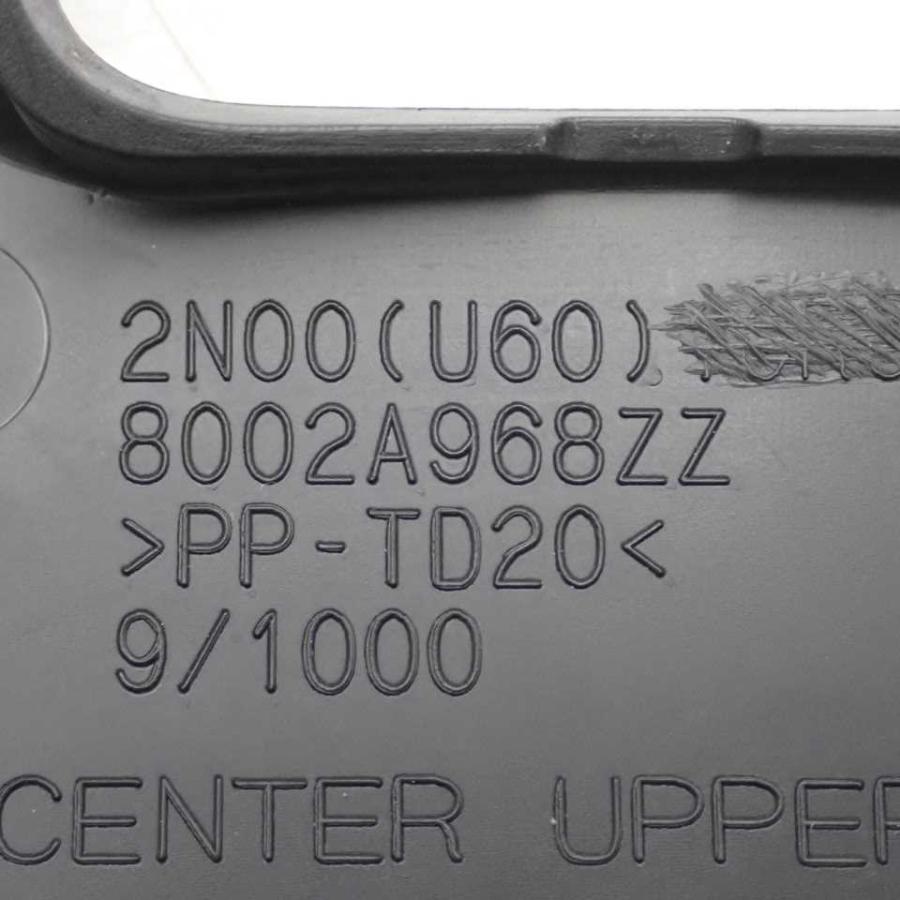 2N00(U60)
8002A968ZZ
>PP-TD20<
9/1000
CENTER UPPER